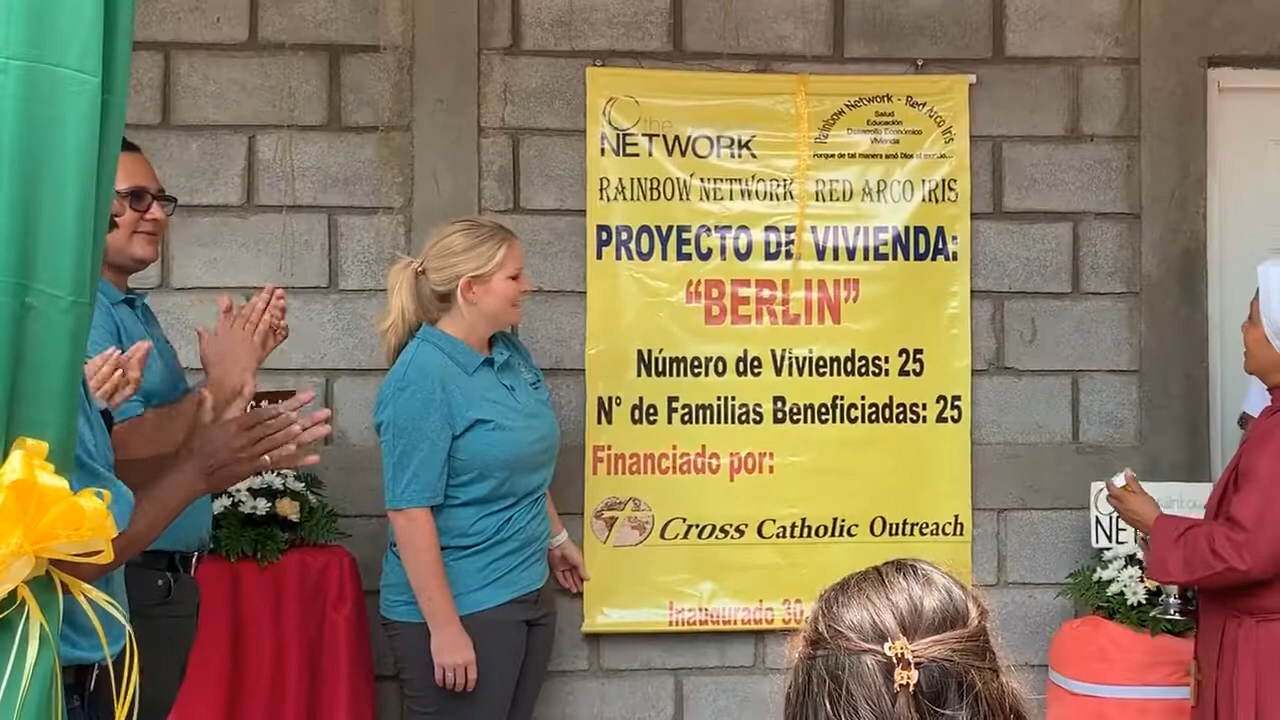 the
NETWORK
Rainbow Network - Red Arco Iris
Salud
Educación
Desarrollo Económico
Vivienda
Porque de tal manera amó Dios al mundo...
RAINBOW NETWORK RED ARCO IRIS
PROYECTO DE VIVIENDA:
“BERLIN”
Número de Viviendas: 25
N° de Familias Beneficiadas: 25
Financiado por:
Cross Catholic Outreach
Inaugurado 30